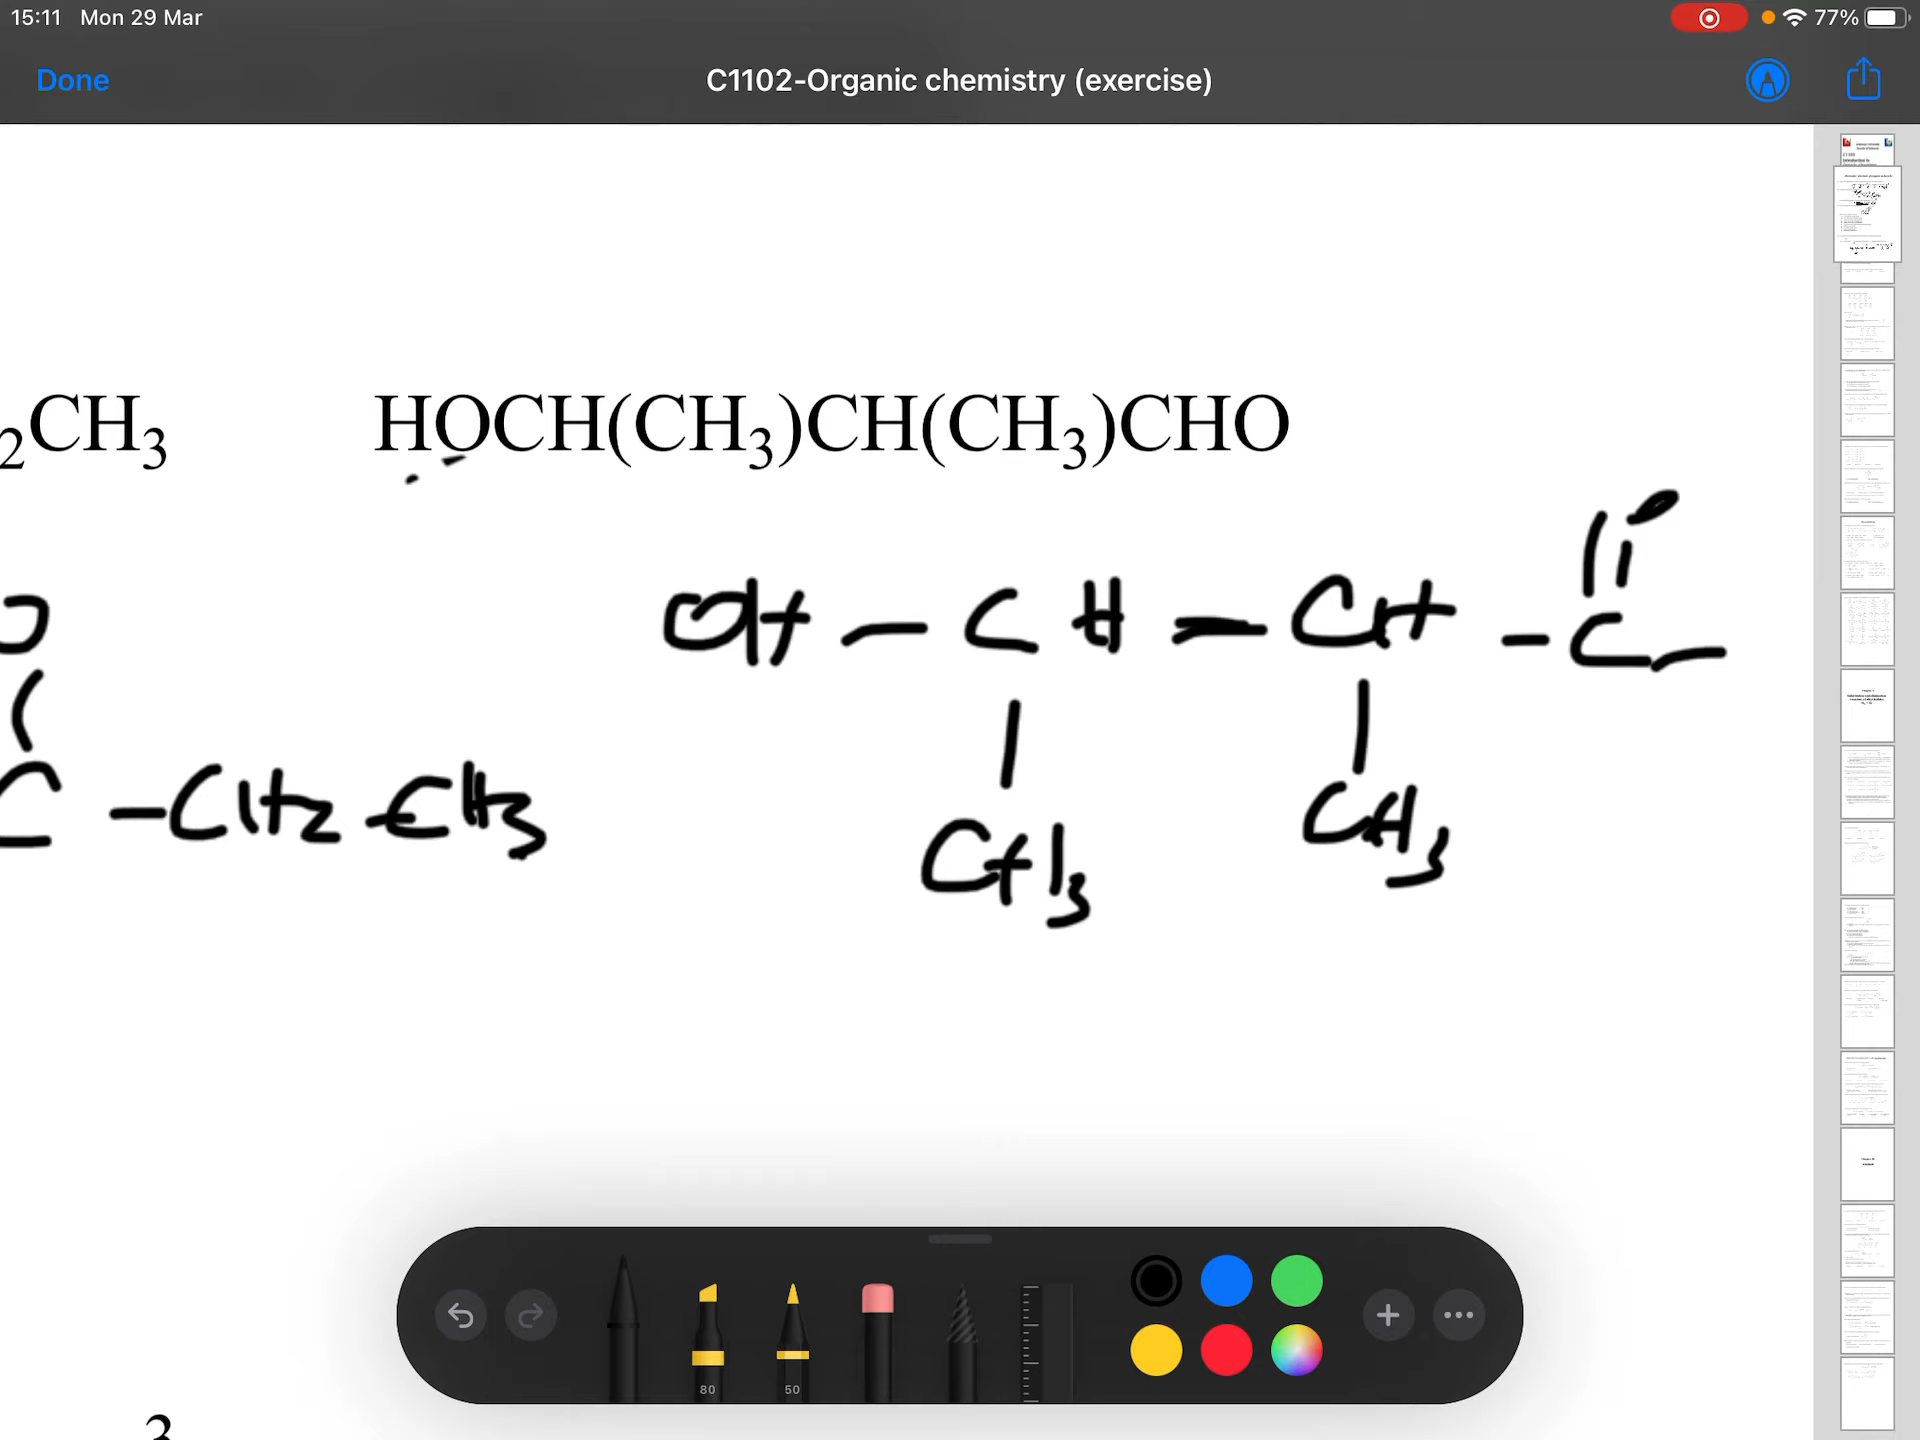 15:11 Mon 29 Mar
77%
Done
C1102-Organic chemistry (exercise)
₂CH₃
HOCH(CH₃)CH(CH₃)CHO
O
OH – CH – CH – C –
C – CH₂ – CH₃
CH₃
CH₃
80
50
3